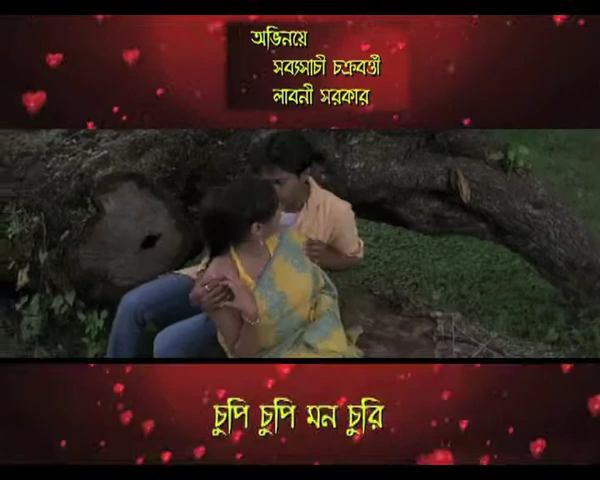 অভিনয়ে
সব্যসাচী চক্রবর্ত্তী
লাবনী সরকার
চুপি চুপি মন চুরি